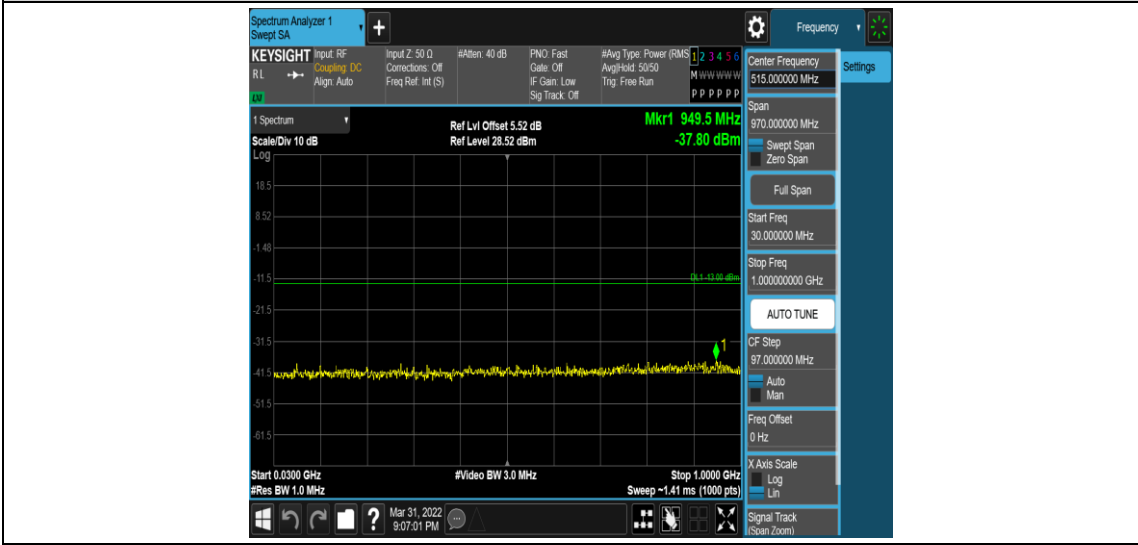 Spectrum Analyzer 1
Swept SA
+
Frequency
KEYSIGHT
RL
LXI
Input: RF
Coupling: DC
Align: Auto
Input Z: 50 Ω
Corrections: Off
Freq Ref: Int (S)
#Atten: 40 dB
PNO: Fast
Gate: Off
IF Gain: Low
Sig Track: Off
#Avg Type: Power (RMS
Avg|Hold: 50/50
Trig: Free Run
1 2 3 4 5 6
M W W W W W
P P P P P P
1 Spectrum
Scale/Div 10 dB
Log
Ref Lvl Offset 5.52 dB
Ref Level 28.52 dBm
Mkr1 949.5 MHz
-37.80 dBm
18.5
8.52
-1.48
-11.5
DL1 -13.00 dBm
-21.5
-31.5
1
-41.5
-51.5
-61.5
Start 0.0300 GHz
#Video BW 3.0 MHz
Stop 1.0000 GHz
#Res BW 1.0 MHz
Sweep ~1.41 ms (1000 pts)
?
Mar 31, 2022
9:07:01 PM
Center Frequency
515.000000 MHz
Settings
Span
970.000000 MHz
Swept Span
Zero Span
Full Span
Start Freq
30.000000 MHz
Stop Freq
1.000000000 GHz
AUTO TUNE
CF Step
97.000000 MHz
Auto
Man
Freq Offset
0 Hz
X Axis Scale
Log
Lin
Signal Track
(Span Zoom)